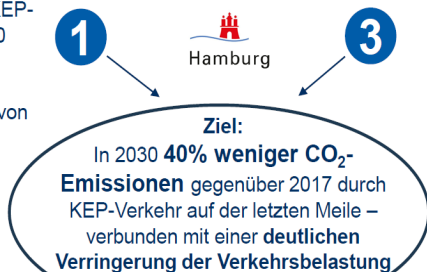 KEP-
0
von
1
3
Hamburg
Ziel:
In 2030 40% weniger CO₂-
Emissionen gegenüber 2017 durch
KEP-Verkehr auf der letzten Meile –
verbunden mit einer deutlichen
Verringerung der Verkehrsbelastung